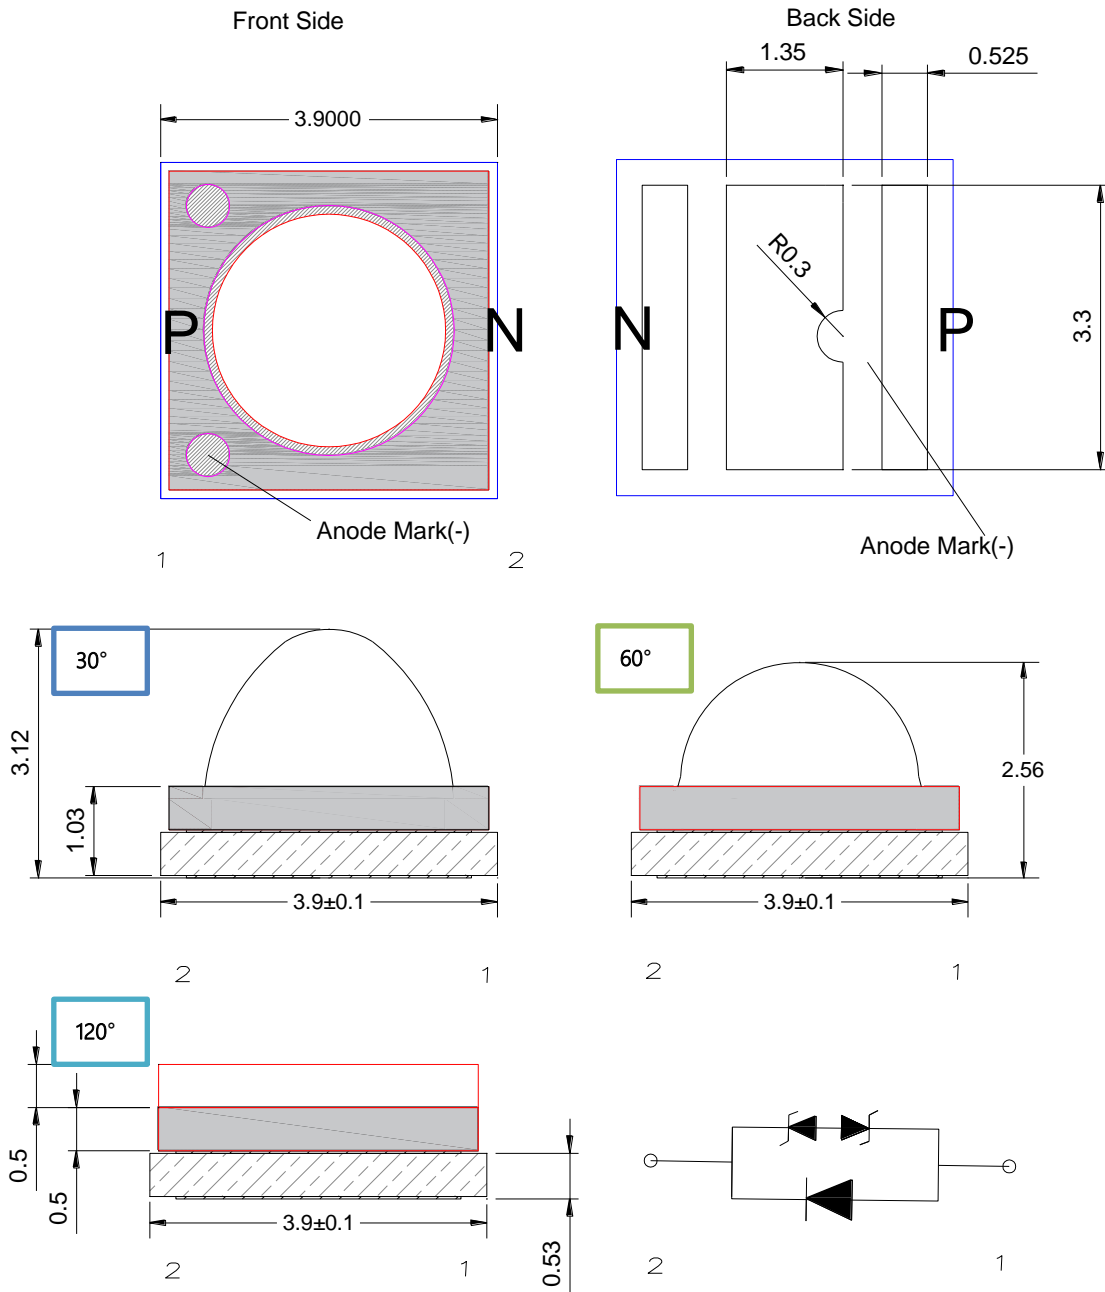 Front Side
Back Side
1.35
0.525
3.9000
R0.3
3.3
P
N
N
P
Anode Mark(-)
Anode Mark(-)
1
2
30°
60°
3.12
1.03
2.56
3.9±0.1
3.9±0.1
2
1
2
1
120°
0.5
0.5
3.9±0.1
0.53
2
1
2
1